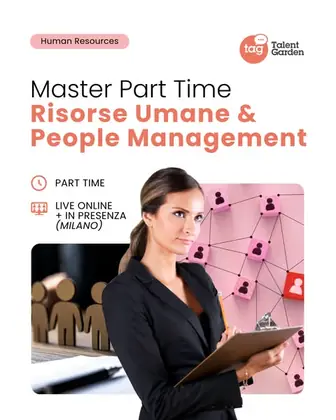 Human Resources
tag
Talent
Garden
Master Part Time
Risorse Umane &
People Management
PART TIME
LIVE ONLINE
+ IN PRESENZA
(MILANO)